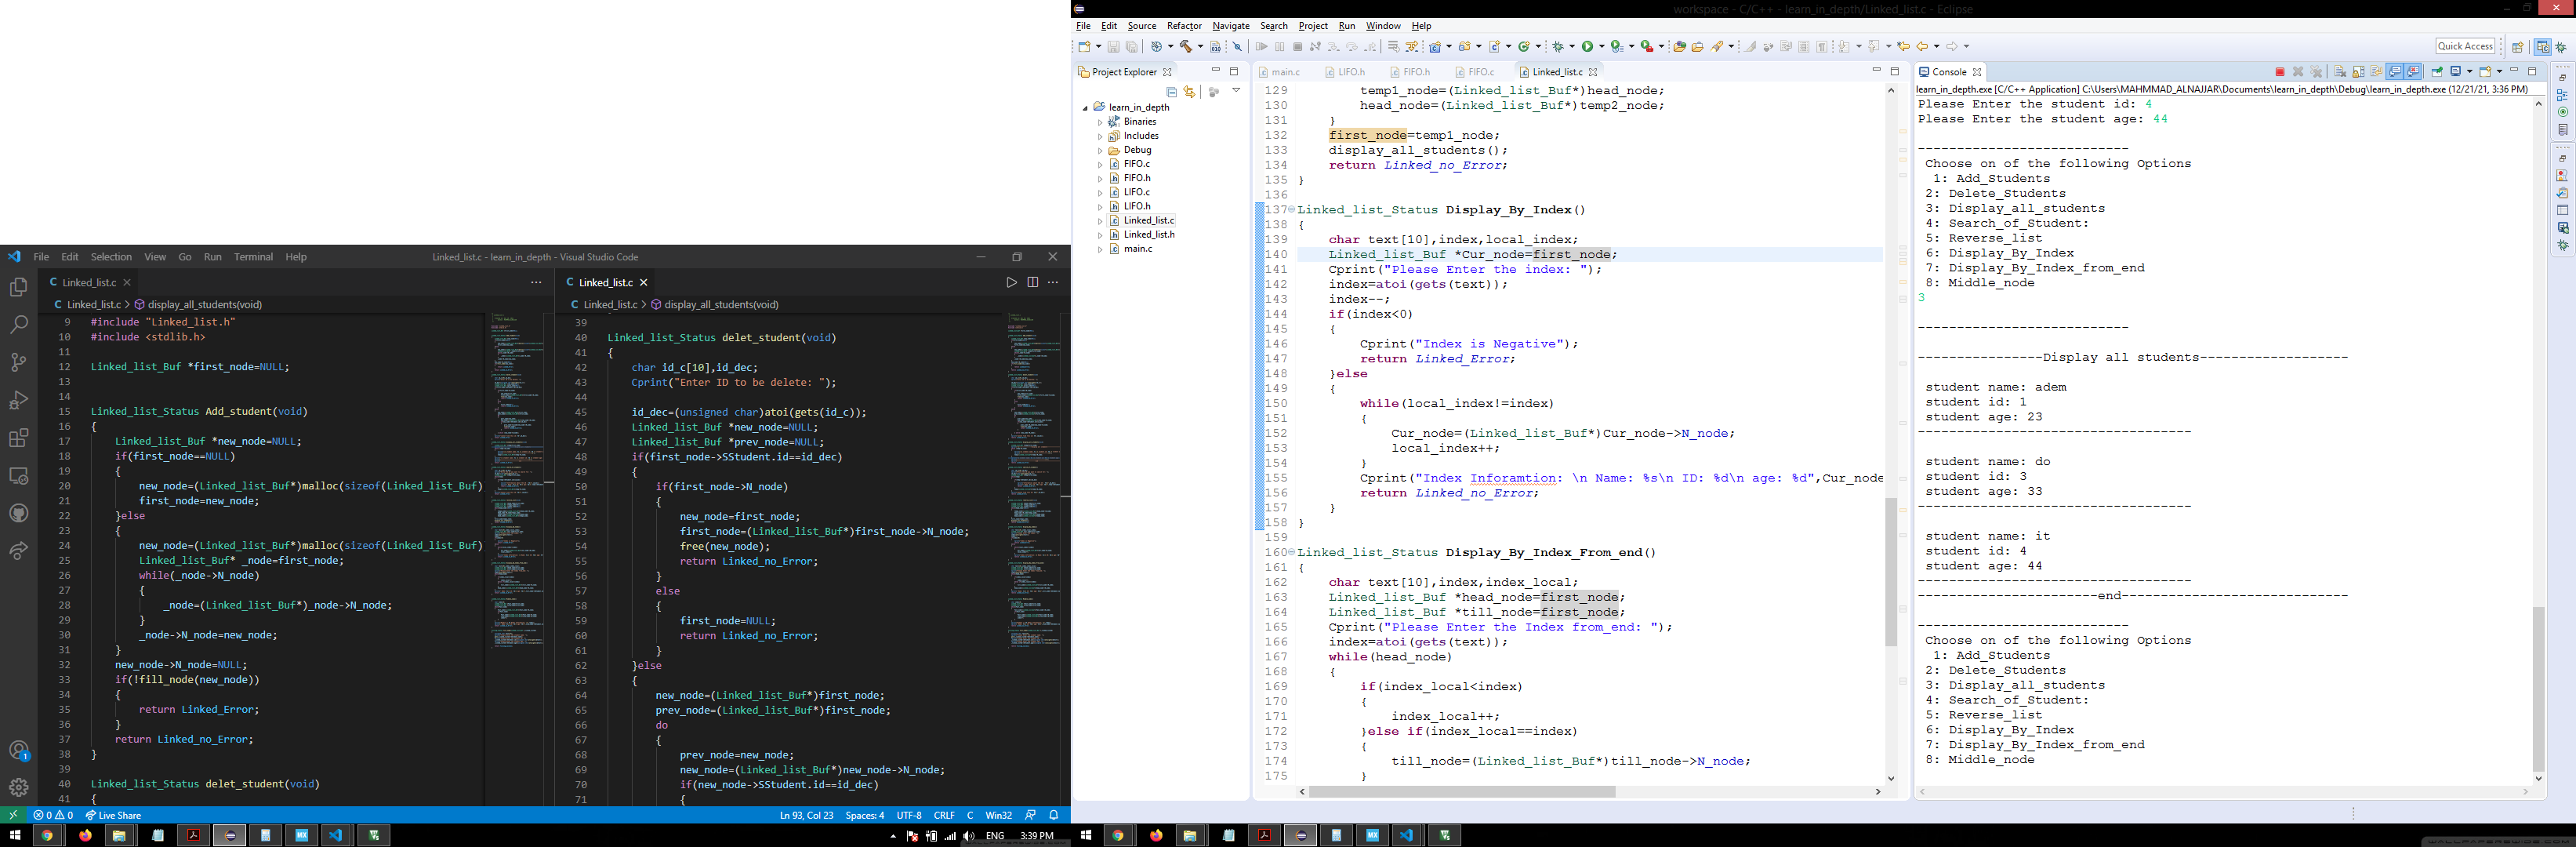 File Edit Selection View Go Run Terminal Help Linked_list.c - learn_in_depth - Visual Studio Code
Linked_list.c
Linked_list.c > display_all_students(void)
9 #include "Linked_list.h"
10 #include <stdlib.h>
11
12 Linked_list_Buf *first_node=NULL;
13
14
15 Linked_list_Status Add_student(void)
16 {
17 Linked_list_Buf *new_node=NULL;
18 if(first_node==NULL)
19 {
20 new_node=(Linked_list_Buf*)malloc(sizeof(Linked_list_Buf)
21 first_node=new_node;
22 }else
23 {
24 new_node=(Linked_list_Buf*)malloc(sizeof(Linked_list_Buf)
25 Linked_list_Buf* _node=first_node;
26 while(_node->N_node)
27 {
28 _node=(Linked_list_Buf*)_node->N_node;
29 }
30 _node->N_node=new_node;
31 }
32 new_node->N_node=NULL;
33 if(!fill_node(new_node))
34 {
35 return Linked_Error;
36 }
37 return Linked_no_Error;
38 }
39
40 Linked_list_Status delet_student(void)
41 {
Linked_list.c
Linked_list.c > display_all_students(void)
39
40 Linked_list_Status delet_student(void)
41 {
42 char id_c[10],id_dec;
43 Cprint("Enter ID to be delete: ");
44
45 id_dec=(unsigned char)atoi(gets(id_c));
46 Linked_list_Buf *new_node=NULL;
47 Linked_list_Buf *prev_node=NULL;
48 if(first_node->SStudent.id==id_dec)
49 {
50 if(first_node->N_node)
51 {
52 new_node=first_node;
53 first_node=(Linked_list_Buf*)first_node->N_node;
54 free(new_node);
55 return Linked_no_Error;
56 }
57 else
58 {
59 first_node=NULL;
60 return Linked_no_Error;
61 }
62 }else
63 {
64 new_node=(Linked_list_Buf*)first_node;
65 prev_node=(Linked_list_Buf*)first_node;
66 do
67 {
68 prev_node=new_node;
69 new_node=(Linked_list_Buf*)new_node->N_node;
70 if(new_node->SStudent.id==id_dec)
71 {
0 0 Live Share Ln 93, Col 23 Spaces: 4 UTF-8 CRLF C Win32
ENG 3:39 PM
workspace - C/C++ - learn_in_depth/Linked_list.c - Eclipse
File Edit Source Refactor Navigate Search Project Run Window Help
Quick Access
Project Explorer
learn_in_depth
Binaries
Includes
Debug
FIFO.c
FIFO.h
LIFO.c
LIFO.h
Linked_list.c
Linked_list.h
main.c
main.c LIFO.h FIFO.h FIFO.c Linked_list.c
129 temp1_node=(Linked_list_Buf*)head_node;
130 head_node=(Linked_list_Buf*)temp2_node;
131 }
132 first_node=temp1_node;
133 display_all_students();
134 return Linked_no_Error;
135 }
136
137 Linked_list_Status Display_By_Index()
138 {
139 char text[10],index,local_index;
140 Linked_list_Buf *Cur_node=first_node;
141 Cprint("Please Enter the index: ");
142 index=atoi(gets(text));
143 index--;
144 if(index<0)
145 {
146 Cprint("Index is Negative");
147 return Linked_Error;
148 }else
149 {
150 while(local_index!=index)
151 {
152 Cur_node=(Linked_list_Buf*)Cur_node->N_node;
153 local_index++;
154 }
155 Cprint("Index Inforamtion: \n Name: %s\n ID: %d\n age: %d",Cur_node
156 return Linked_no_Error;
157 }
158 }
159
160 Linked_list_Status Display_By_Index_From_end()
161 {
162 char text[10],index,index_local;
163 Linked_list_Buf *head_node=first_node;
164 Linked_list_Buf *till_node=first_node;
165 Cprint("Please Enter the Index from_end: ");
166 index=atoi(gets(text));
167 while(head_node)
168 {
169 if(index_local<index)
170 {
171 index_local++;
172 }else if(index_local==index)
173 {
174 till_node=(Linked_list_Buf*)till_node->N_node;
175 }
Console
learn_in_depth.exe [C/C++ Application] C:\Users\MAHMMAD_ALNAJJAR\Documents\learn_in_depth\Debug\learn_in_depth.exe (12/21/21, 3:36 PM)
Please Enter the student id: 4
Please Enter the student age: 44
---------------------------
Choose on of the following Options
1: Add_Students
2: Delete_Students
3: Display_all_students
4: Search_of_Student:
5: Reverse_list
6: Display_By_Index
7: Display_By_Index_from_end
8: Middle_node
3
---------------------------
----------------Display all students-------------------
student name: adem
student id: 1
student age: 23
-----------------------------------
student name: do
student id: 3
student age: 33
-----------------------------------
student name: it
student id: 4
student age: 44
-----------------------------------
-----------------------end-----------------------------
---------------------------
Choose on of the following Options
1: Add_Students
2: Delete_Students
3: Display_all_students
4: Search_of_Student:
5: Reverse_list
6: Display_By_Index
7: Display_By_Index_from_end
8: Middle_node